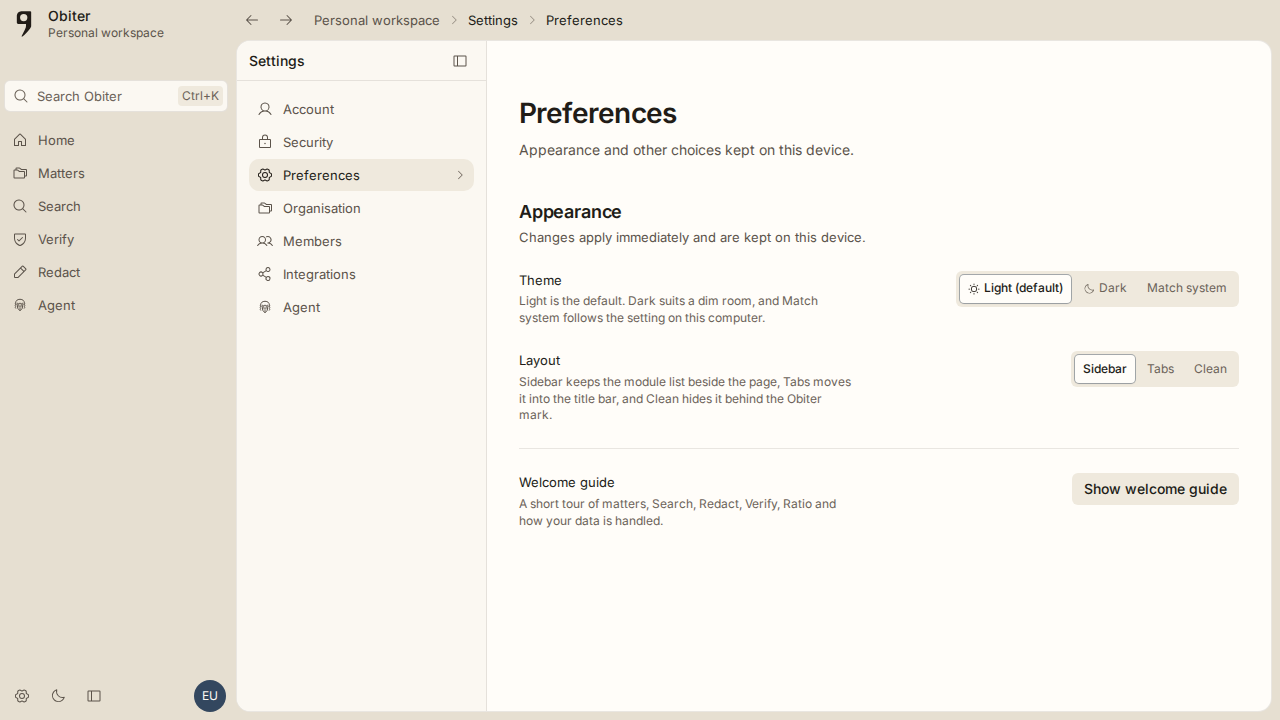 Obiter
Personal workspace
Search Obiter
Ctrl+K
Home
Matters
Search
Verify
Redact
Agent
EU
Personal workspace
Settings
Preferences
Settings
Account
Security
Preferences
Organisation
Members
Integrations
Agent
Preferences
Appearance and other choices kept on this device.
Appearance
Changes apply immediately and are kept on this device.
Theme
Light is the default. Dark suits a dim room, and Match
system follows the setting on this computer.
Light (default)
Dark
Match system
Layout
Sidebar keeps the module list beside the page, Tabs moves
it into the title bar, and Clean hides it behind the Obiter
mark.
Sidebar
Tabs
Clean
Welcome guide
A short tour of matters, Search, Redact, Verify, Ratio and
how your data is handled.
Show welcome guide